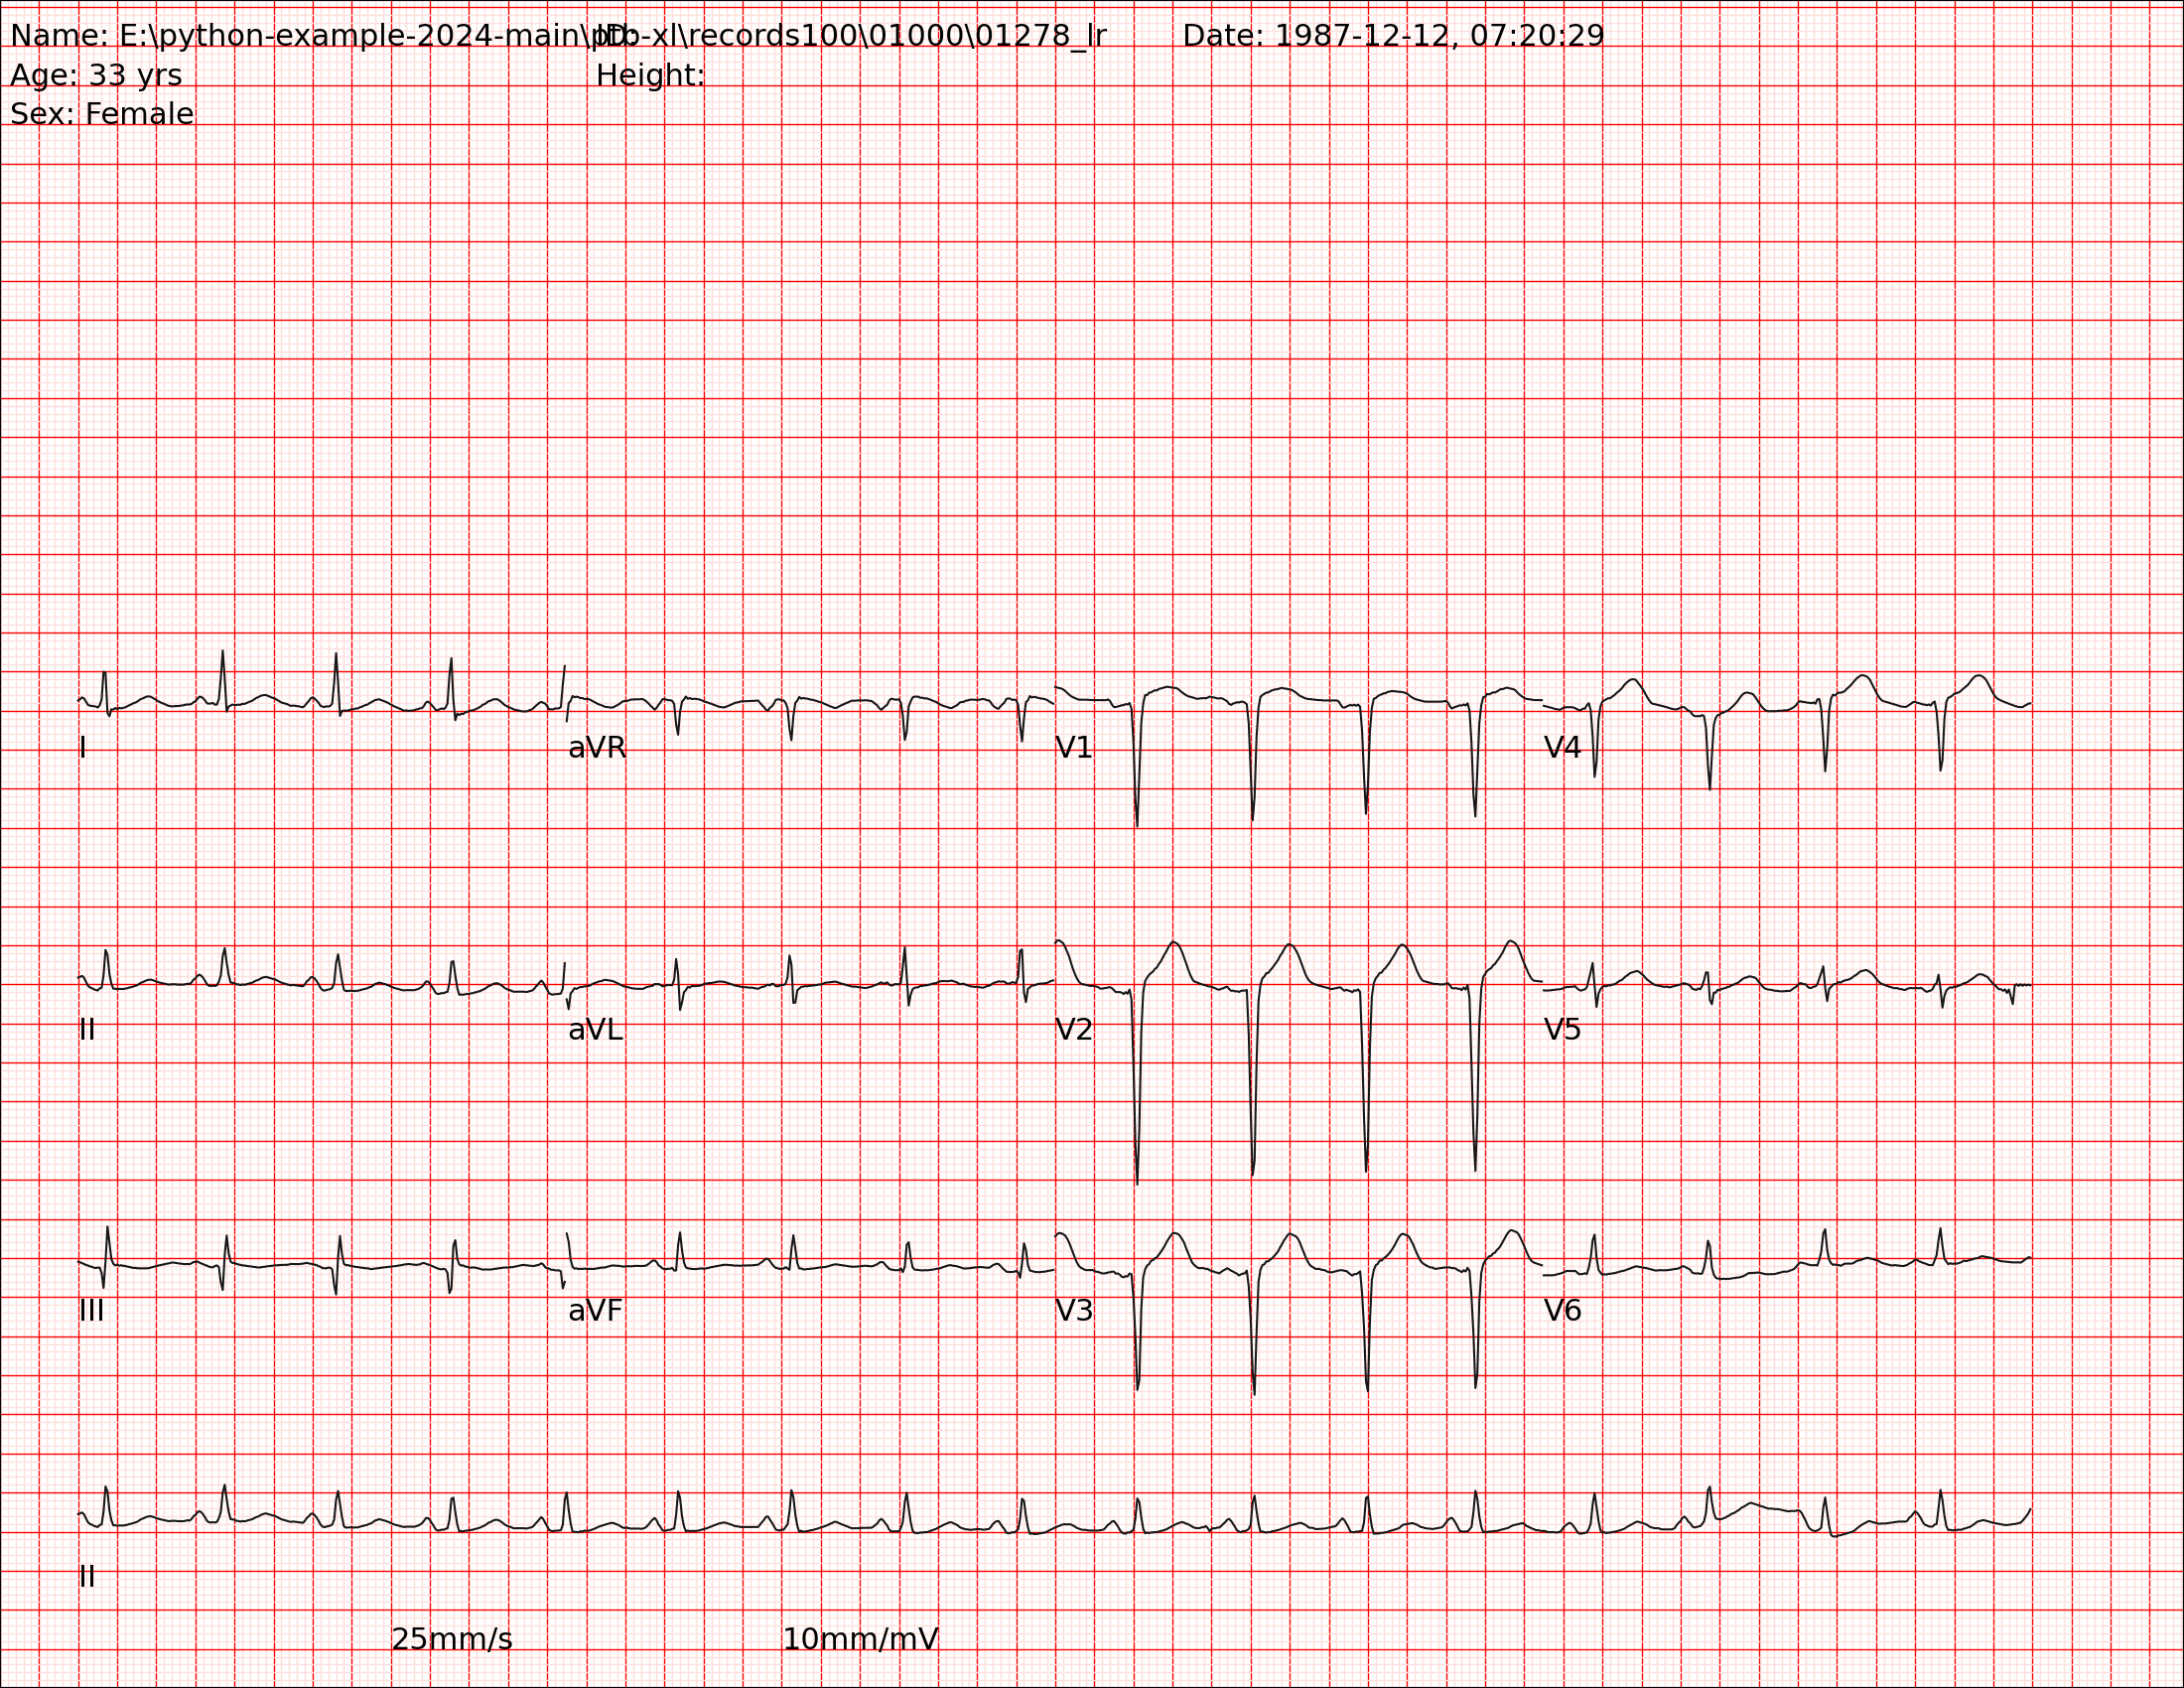 Name: E:\python-example-2024-main\ptb-xl\records100\01000\01278_lr ID: Date: 1987-12-12, 07:20:29
Age: 33 yrs Height:
Sex: Female
I aVR V1 V4
II aVL V2 V5
III aVF V3 V6
II
25mm/s 10mm/mV